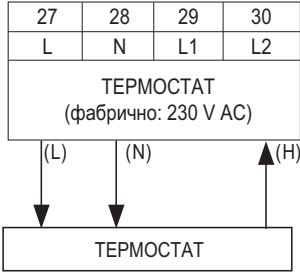 27 28 29 30
L N L1 L2
ТЕРМОСТАТ
(фабрично: 230 V AC)
(L) (N) (H)
ТЕРМОСТАТ